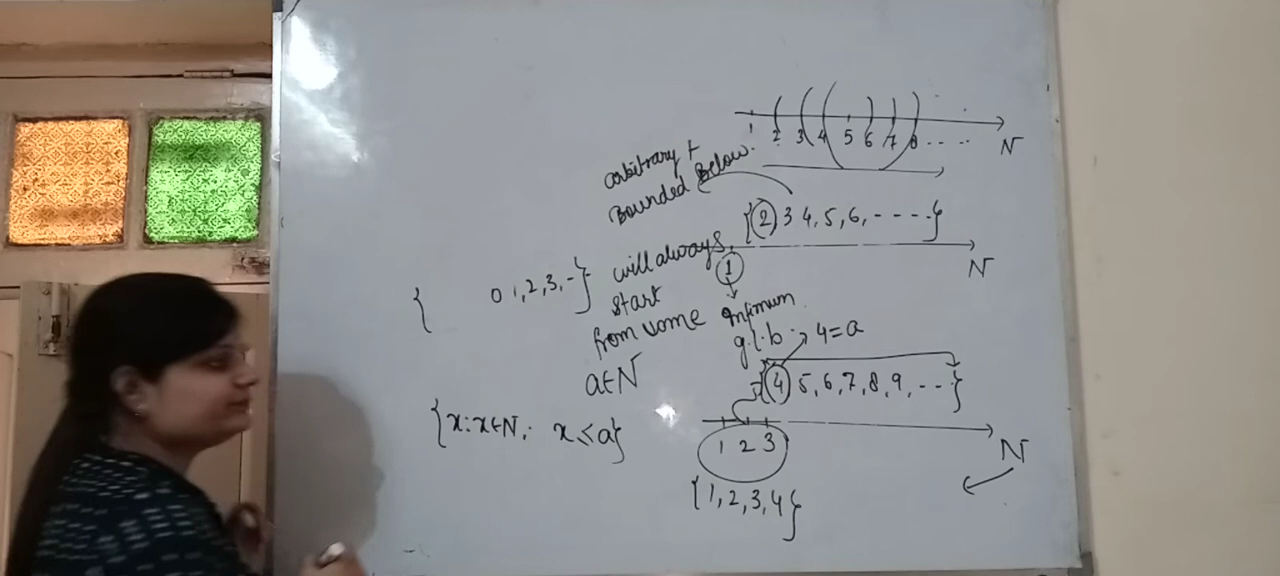 1 2 3 4 5 6 7 8 - - - -
N
arbitrary +
Bounded Below.
{2 3 4, 5, 6, - - - - }
N
{ 0 1, 2, 3, - }
will always
start
from some
a∈N
1
Infimum
g.l.b.
4=a
{4 5, 6, 7, 8, 9, - - }
{x: x∈N; x ≤ a}
1 2 3
N
{1, 2, 3, 4}